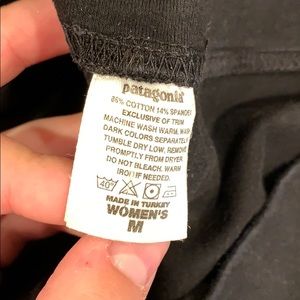 patagonia
86% COTTON 14% SPANDEX
EXCLUSIVE OF TRIM
MACHINE WASH WARM, WASH
DARK COLORS SEPARATELY
TUMBLE DRY LOW. REMOVE
PROMPTLY FROM DRYER
DO NOT BLEACH. WARM
IRON IF NEEDED.
40°
MADE IN TURKEY
WOMEN'S
M